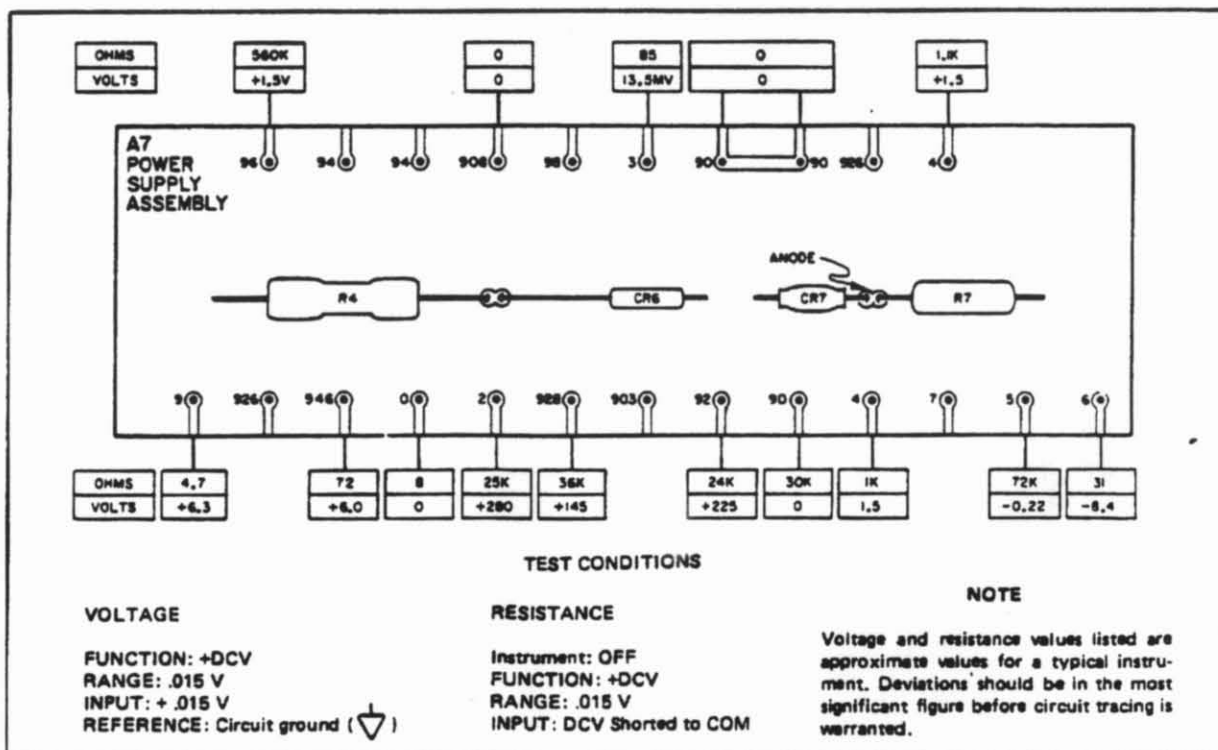 OHMS 560K 0 85 0 1.1K
VOLTS +1.5V 0 13.5MV 0 +1.5
A7
POWER
SUPPLY
ASSEMBLY
96 94 94 908 98 3 90 90 926 4
ANODE
R4 CR6 CR7 R7
9 926 946 0 2 928 903 92 90 4 7 5 6
OHMS 4.7 72 8 25K 36K 24K 30K 1K 72K 31
VOLTS +6.3 +6.0 0 +280 +145 +225 0 1.5 -0.22 -8.4
TEST CONDITIONS
VOLTAGE
FUNCTION: +DCV
RANGE: .015 V
INPUT: + .015 V
REFERENCE: Circuit ground ( )
RESISTANCE
Instrument: OFF
FUNCTION: +DCV
RANGE: .015 V
INPUT: DCV Shorted to COM
NOTE
Voltage and resistance values listed are
approximate values for a typical instru-
ment. Deviations should be in the most
significant figure before circuit tracing is
warranted.